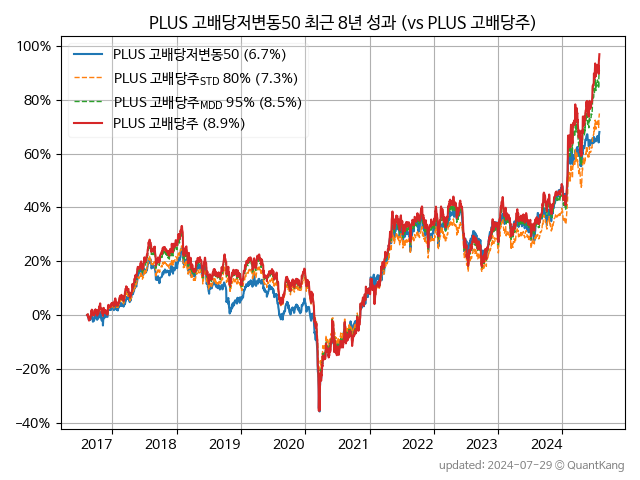 PLUS 고배당저변동50 최근 8년 성과 (vs PLUS 고배당주)
100%
80%
60%
40%
20%
0%
−20%
−40%
PLUS 고배당저변동50 (6.7%)
PLUS 고배당주STD 80% (7.3%)
PLUS 고배당주MDD 95% (8.5%)
PLUS 고배당주 (8.9%)
2017 2018 2019 2020 2021 2022 2023 2024
updated: 2024-07-29 © QuantKang